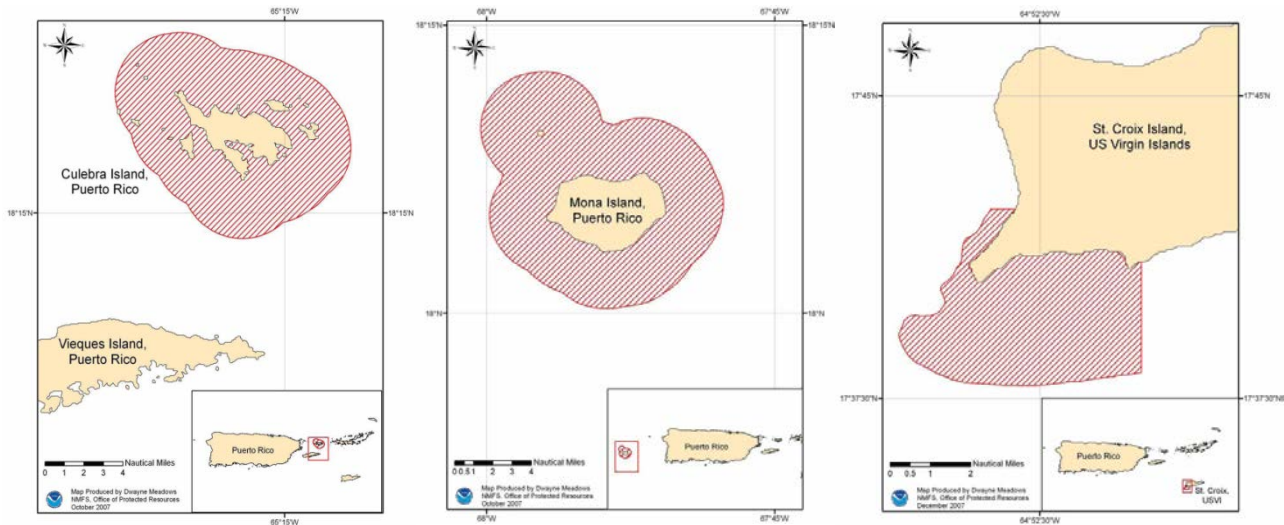 65°15'W
Culebra Island,
Puerto Rico
18°15'N
18°15'N
Vieques Island,
Puerto Rico
Puerto Rico
0 1 2 3 4
Nautical Miles
Map Produced by Dwayne Meadows
NMFS, Office of Protected Resources
October 2007
65°15'W
68°W
67°45'W
18°15'N
18°15'N
Mona Island,
Puerto Rico
18°N
18°N
Puerto Rico
0 0.5 1 2 3 4
Nautical Miles
Map Produced by Dwayne Meadows
NMFS, Office of Protected Resources
October 2007
68°W
67°45'W
64°52'30"W
17°45'N
17°45'N
St. Croix Island,
US Virgin Islands
17°37'30"N
17°37'30"N
Puerto Rico
St. Croix,
USVI
0 0.5 1 2
Nautical Miles
Map Produced by Dwayne Meadows
NMFS, Office of Protected Resources
December 2007
64°52'30"W